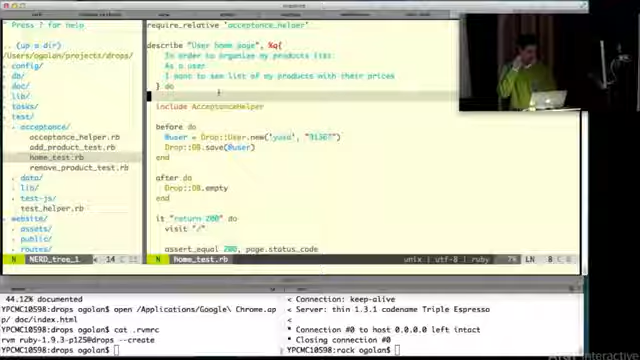 " Press ? for help
.. (up a dir)
/Users/ogolan/projects/drops/
config/
db/
doc/
lib/
tasks/
test/
acceptance/
acceptance_helper.rb
add_product_test.rb
home_test.rb
remove_product_test.rb
data/
lib/
test-js/
test_helper.rb
website/
assets/
public/
routes/
N NERD_tree_1 14
require_relative 'acceptance_helper'
describe "User home page", %q{
In order to organize my products list
As a user
I want to see list of my products with their prices
} do
include AcceptanceHelper
before do
@user = Drop::User.new('yuso', "91367")
Drop::DB.save(@user)
end
after do
Drop::DB.empty
end
it "return 200" do
visit "/"
assert_equal 200, page.status_code
N home_test.rb unix | utf-8 | ruby 7% LN 8
44.12% documented
YPCMC10598:drops ogolan$ open /Applications/Google\ Chrome.ap
p/ doc/index.html
YPCMC10598:drops ogolan$ cat .rvmrc
rvm ruby-1.9.3-p125@drops --create
YPCMC10598:drops ogolan$
< Connection: keep-alive
< Server: thin 1.3.1 codename Triple Espresso
<
* Connection #0 to host 0.0.0.0 left intact
* Closing connection #0
YPCMC10598:rack ogolan$
Interactive